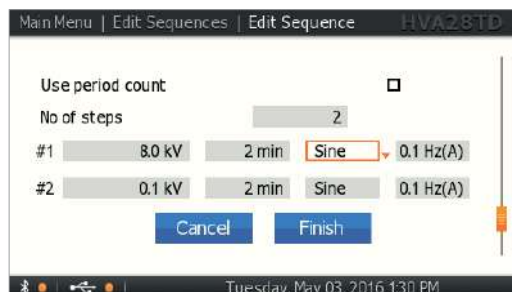 Main Menu | Edit Sequences | Edit Sequence HVA28TD
Use period count
No of steps 2
#1 8.0 kV 2 min Sine 0.1 Hz(A)
#2 0.1 kV 2 min Sine 0.1 Hz(A)
Cancel Finish
Tuesday, May 03, 2016 1:30 PM